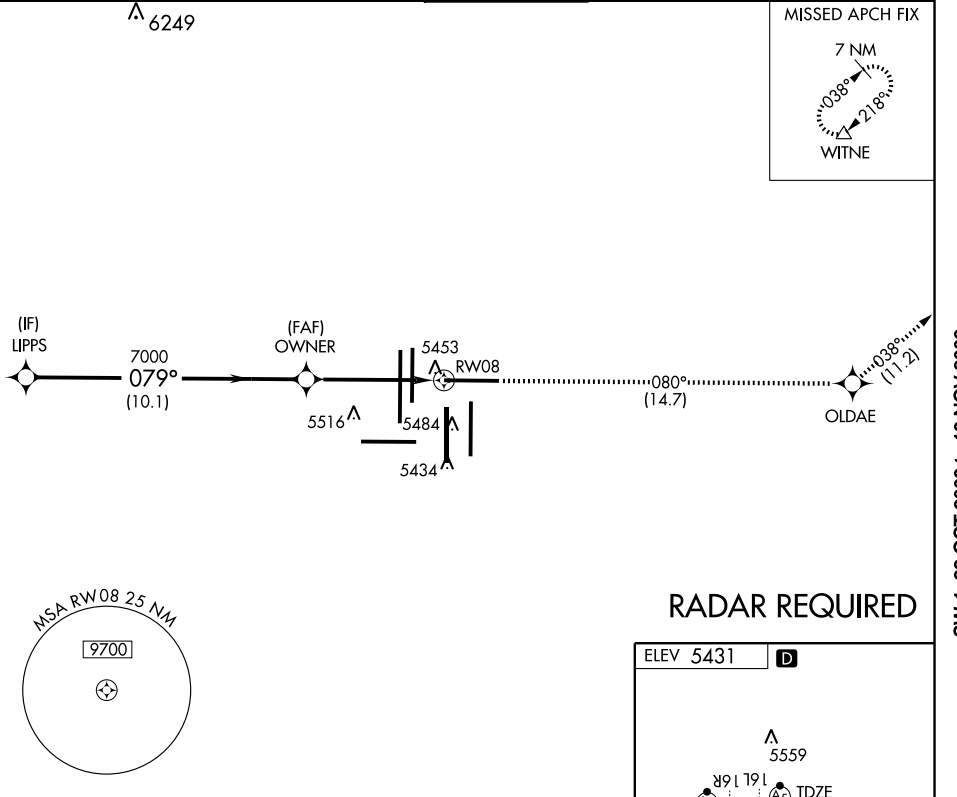 6249
MISSED APCH FIX
7 NM
038°
218°
WITNE
(IF)
LIPPS
7000
079°
(10.1)
(FAF)
OWNER
5453
RW08
5516
5484
5434
080°
(14.7)
OLDAE
038°
(11.2)
MSA RW08 25 NM
9700
RADAR REQUIRED
ELEV 5431
D
5559
16L
16R
TDZE